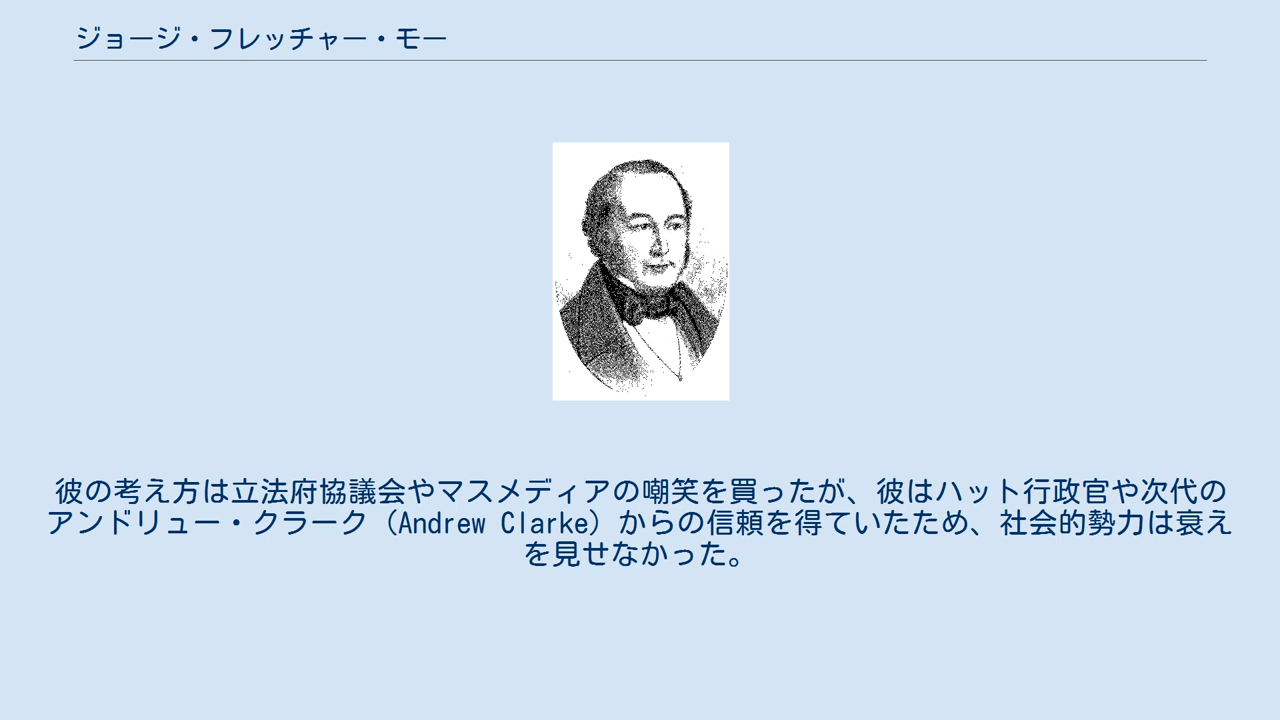 ジョージ・フレッチャー・モー
彼の考え方は立法府協議会やマスメディアの嘲笑を買ったが、彼はハット行政官や次代の
アンドリュー・クラーク（Andrew Clarke）からの信頼を得ていたため、社会的勢力は衰え
を見せなかった。